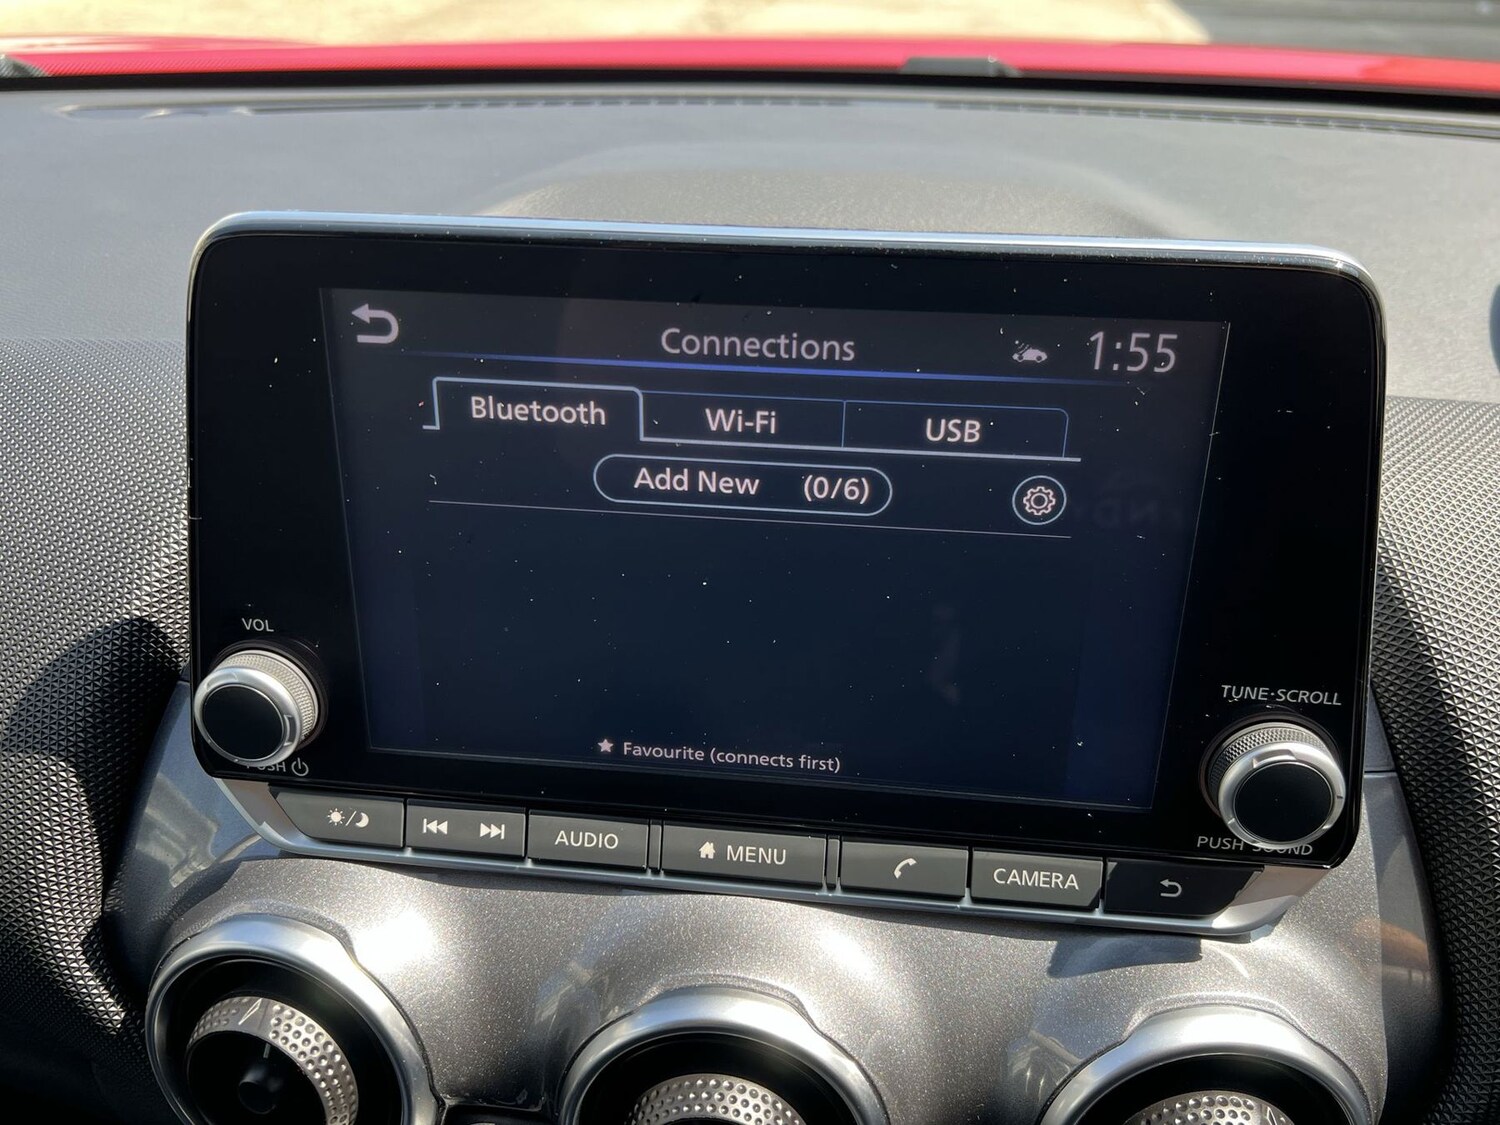 Connections
1:55
Bluetooth
Wi-Fi
USB
Add New (0/6)
Favourite (connects first)
VOL
PUSH
TUNE·SCROLL
PUSH SOUND
AUDIO
MENU
CAMERA